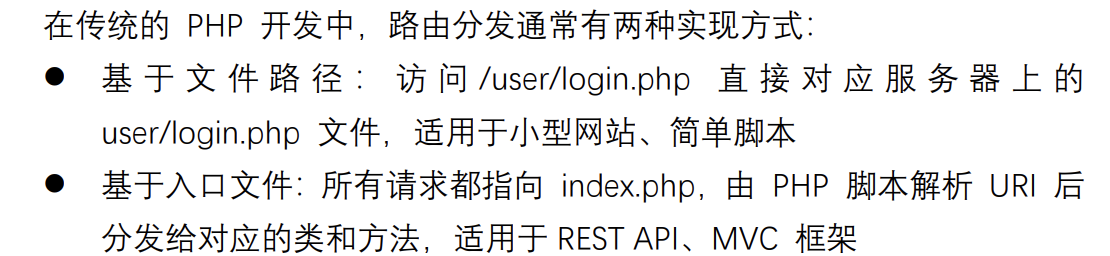 在传统的 PHP 开发中，路由分发通常有两种实现方式：
● 基于文件路径：访问/user/login.php 直接对应服务器上的
user/login.php 文件，适用于小型网站、简单脚本
● 基于入口文件：所有请求都指向 index.php，由 PHP 脚本解析 URI 后
分发给对应的类和方法，适用于 REST API、MVC 框架